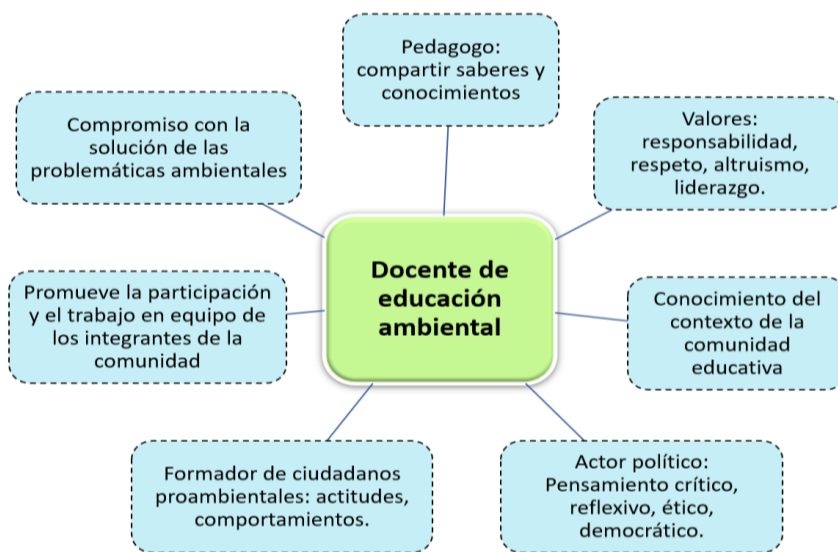 Pedagogo:
compartir saberes y
conocimientos
Compromiso con la
solución de las
problemáticas ambientales
Valores:
responsabilidad,
respeto, altruismo,
liderazgo.
Docente de
educación
ambiental
Promueve la participación
y el trabajo en equipo de
los integrantes de la
comunidad
Conocimiento del
contexto de la
comunidad
educativa
Formador de ciudadanos
proambientales: actitudes,
comportamientos.
Actor político:
Pensamiento crítico,
reflexivo, ético,
democrático.